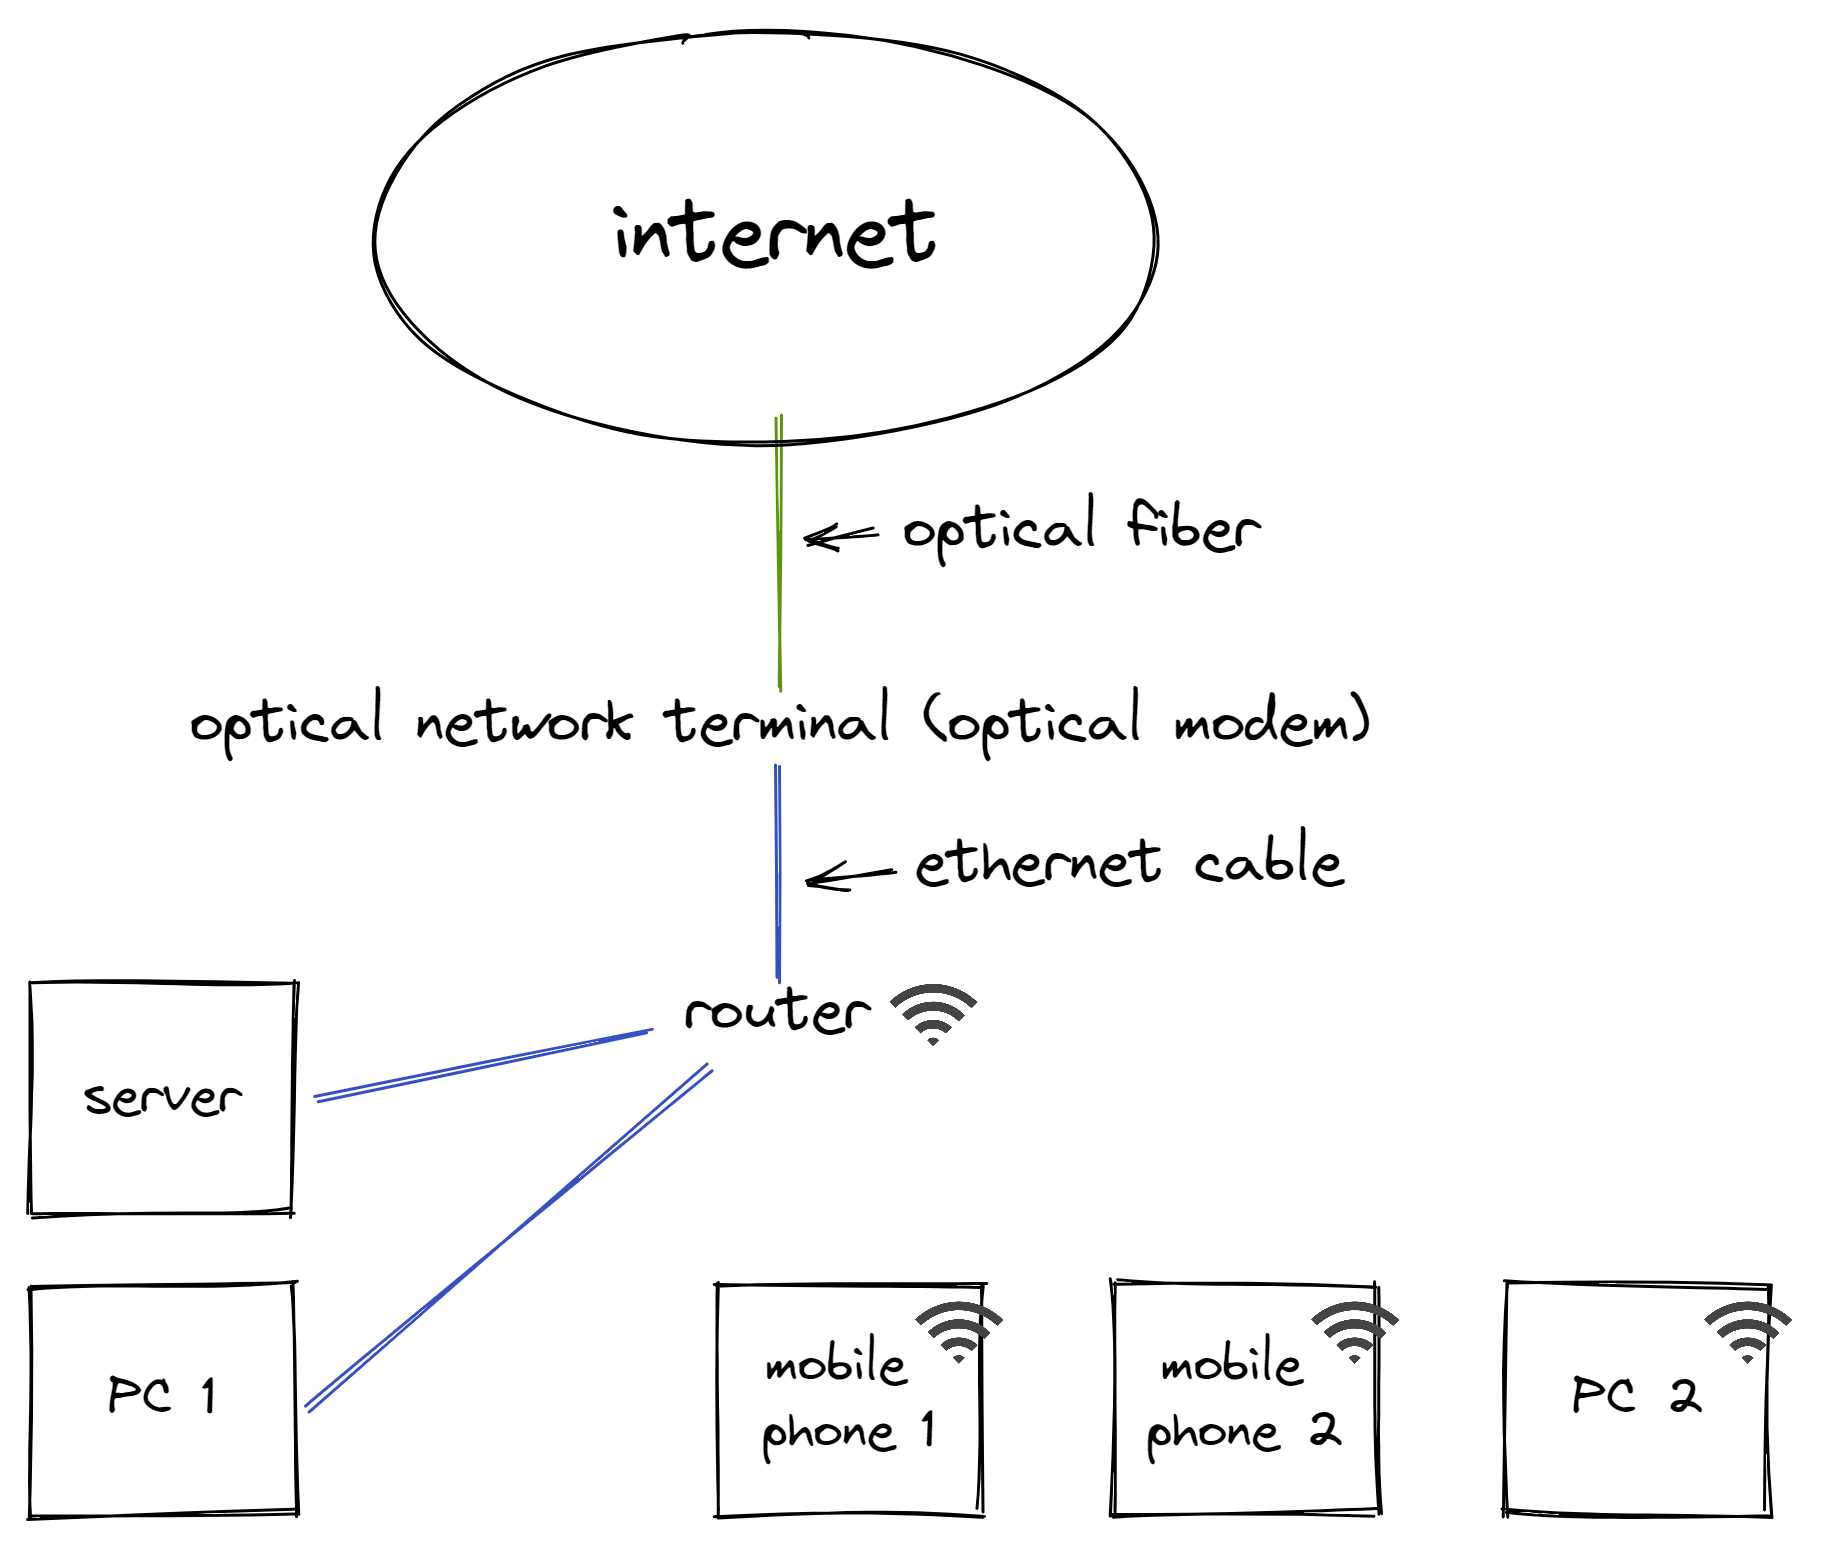 internet
optical fiber
optical network terminal (optical modem)
ethernet cable
router
server
PC 1
mobile
phone 1
mobile
phone 2
PC 2